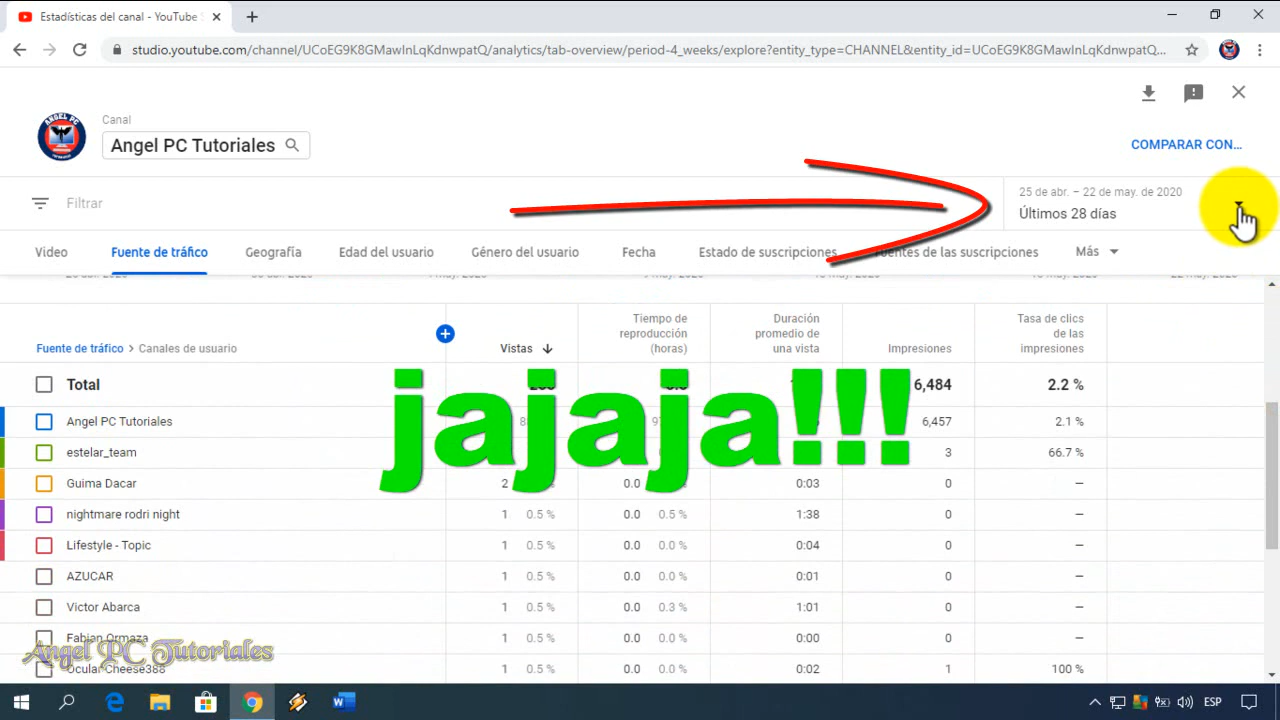 Estadísticas del canal - YouTube S
studio.youtube.com/channel/UCoEG9K8GMawInLqKdnwpatQ/analytics/tab-overview/period-4_weeks/explore?entity_type=CHANNEL&entity_id=UCoEG9K8GMawInLqKdnwpatQ...
Canal
Angel PC Tutoriales
COMPARAR CON...
ANGEL PC
Filtrar
25 de abr. – 22 de may. de 2020
Últimos 28 días
Video Fuente de tráfico Geografía Edad del usuario Género del usuario Fecha Estado de suscripciones Fuentes de las suscripciones Más
Fuente de tráfico > Canales de usuario Vistas Tiempo de reproducción (horas) Duración promedio de una vista Impresiones Tasa de clics de las impresiones
Total 6,484 2.2 %
jajaja!!!
Angel PC Tutoriales 6,457 2.1 %
estelar_team 3 66.7 %
Guima Dacar 2 0.0 0:03 0 –
nightmare rodri night 1 0.5 % 0.0 0.5 % 1:38 0 –
Lifestyle - Topic 1 0.5 % 0.0 0.0 % 0:04 0 –
AZUCAR 1 0.5 % 0.0 0.0 % 0:01 0 –
Victor Abarca 1 0.5 % 0.0 0.3 % 1:01 0 –
Fabian Ormaza 1 0.5 % 0.0 0.0 % 0:00 0 –
Angel PC Tutoriales
Ocular Cheese388 1 0.5 % 0.0 0.0 % 0:02 1 100 %
ESP